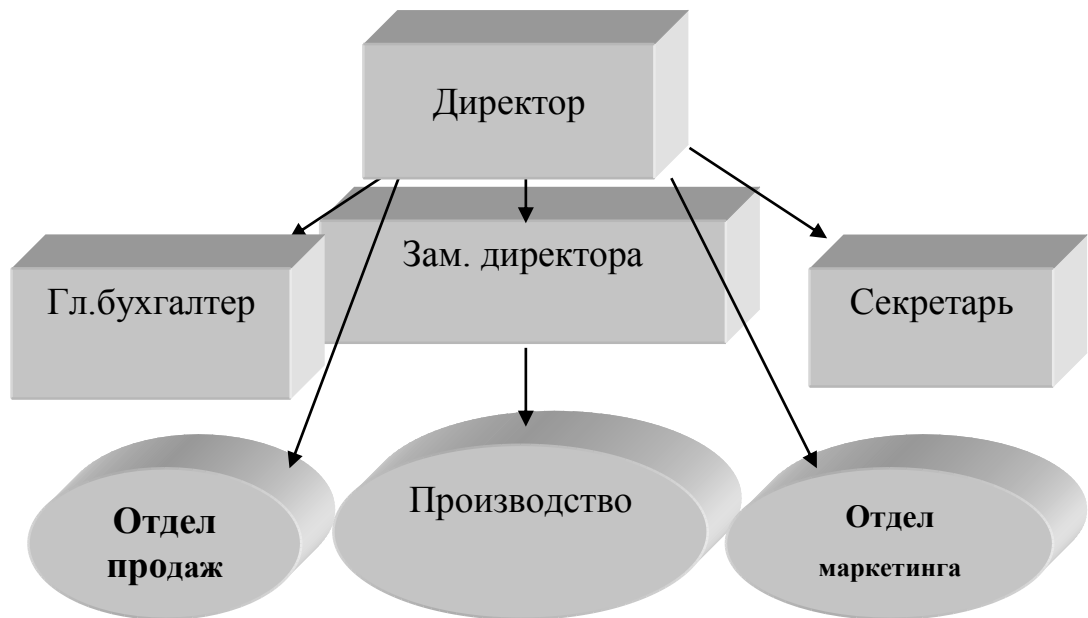 Директор
Зам. директора
Гл.бухгалтер
Секретарь
Производство
Отдел
продаж
Отдел
маркетинга